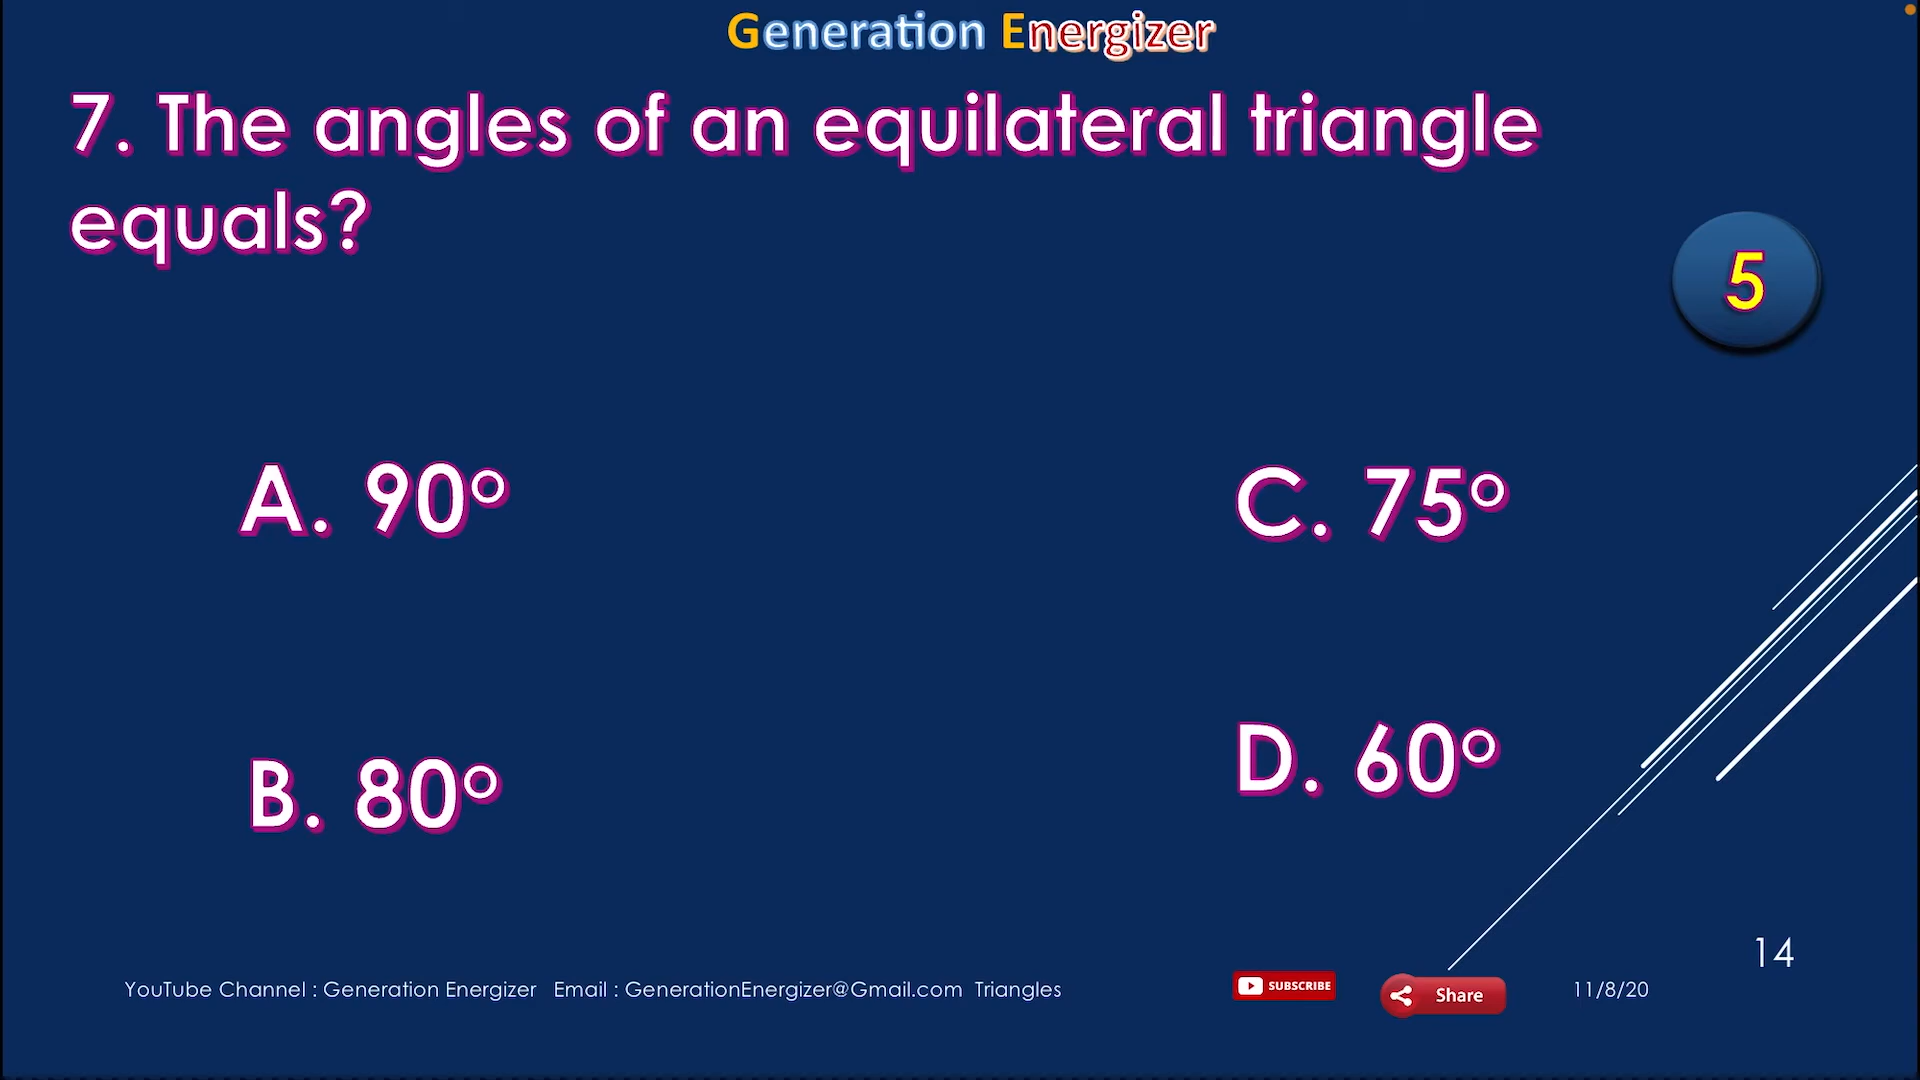 Generation Energizer
7. The angles of an equilateral triangle
equals?
5
A. 90°
C. 75°
B. 80°
D. 60°
14
YouTube Channel : Generation Energizer Email : GenerationEnergizer@Gmail.com Triangles
SUBSCRIBE
Share
11/8/20